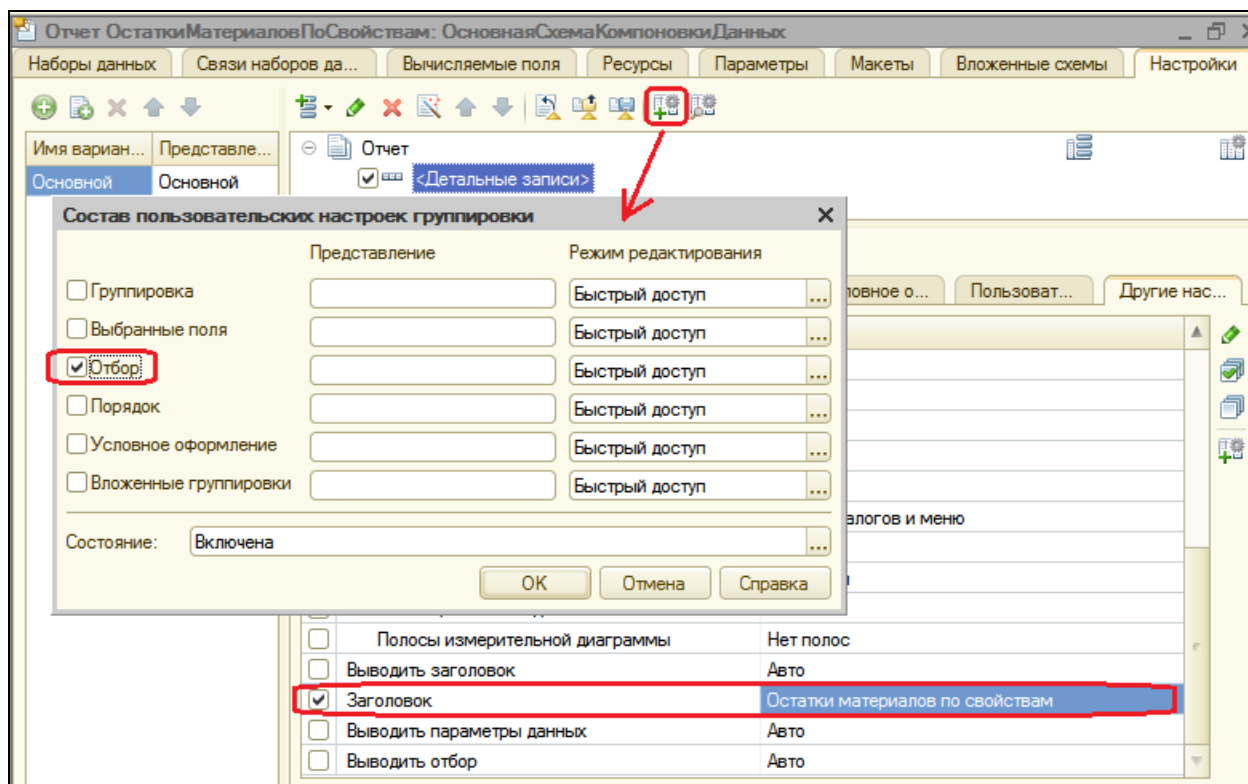 Отчет ОстаткиМатериаловПоСвойствам: ОсновнаяСхемаКомпоновкиДанных
Наборы данных Связи наборов да... Вычисляемые поля Ресурсы Параметры Макеты Вложенные схемы Настройки
Имя вариан... Представле...
Основной Основной
Отчет
<Детальные записи>
Состав пользовательских настроек группировки
Представление Режим редактирования
Группировка Быстрый доступ ...
Выбранные поля Быстрый доступ ...
Отбор Быстрый доступ ...
Порядок Быстрый доступ ...
Условное оформление Быстрый доступ ...
Вложенные группировки Быстрый доступ ...
Состояние: Включена ...
ОК Отмена Справка
Пользоват... Другие нас...
и меню
Полосы измерительной диаграммы Нет полос
Выводить заголовок Авто
Заголовок Остатки материалов по свойствам
Выводить параметры данных Авто
Выводить отбор Авто